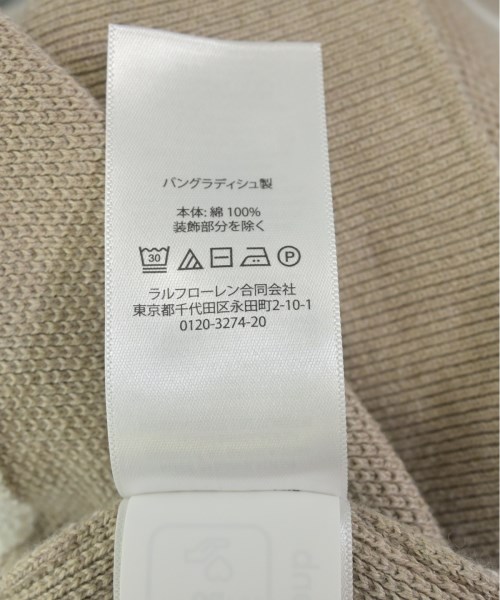 バングラディシュ製
本体: 綿 100%
装飾部分を除く
30 P
ラルフローレン合同会社
東京都千代田区永田町2-10-1
0120-3274-20